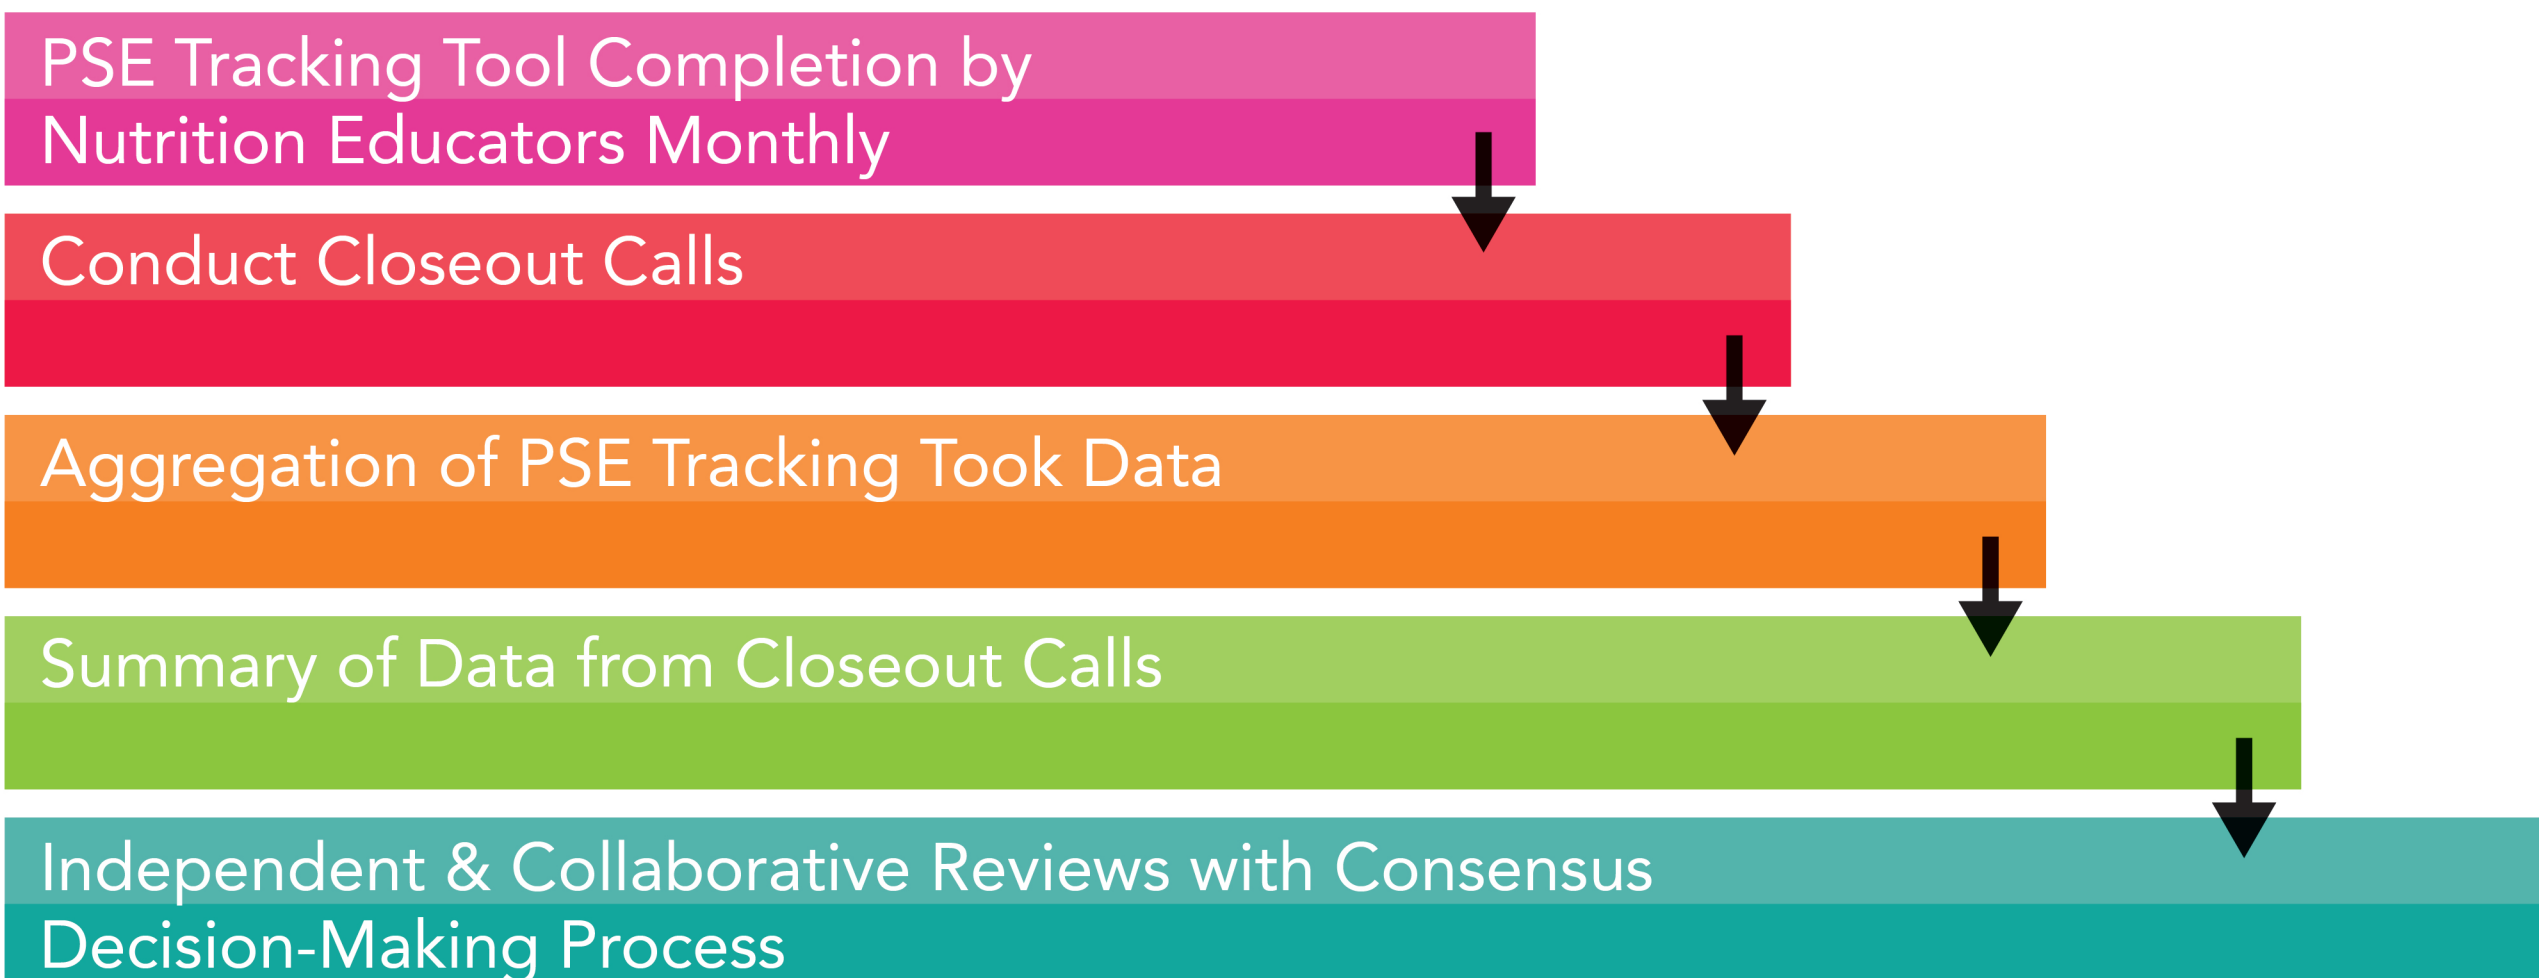 PSE Tracking Tool Completion by
Nutrition Educators Monthly
Conduct Closeout Calls
Aggregation of PSE Tracking Took Data
Summary of Data from Closeout Calls
Independent & Collaborative Reviews with Consensus
Decision-Making Process